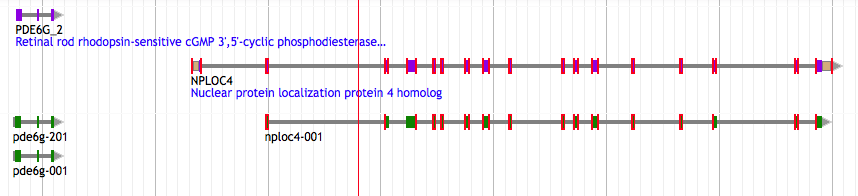 PDE6G_2
Retinal rod rhodopsin-sensitive cGMP 3',5'-cyclic phosphodiesterase...
NPLOC4
Nuclear protein localization protein 4 homolog
pde6g-201
nploc4-001
pde6g-001